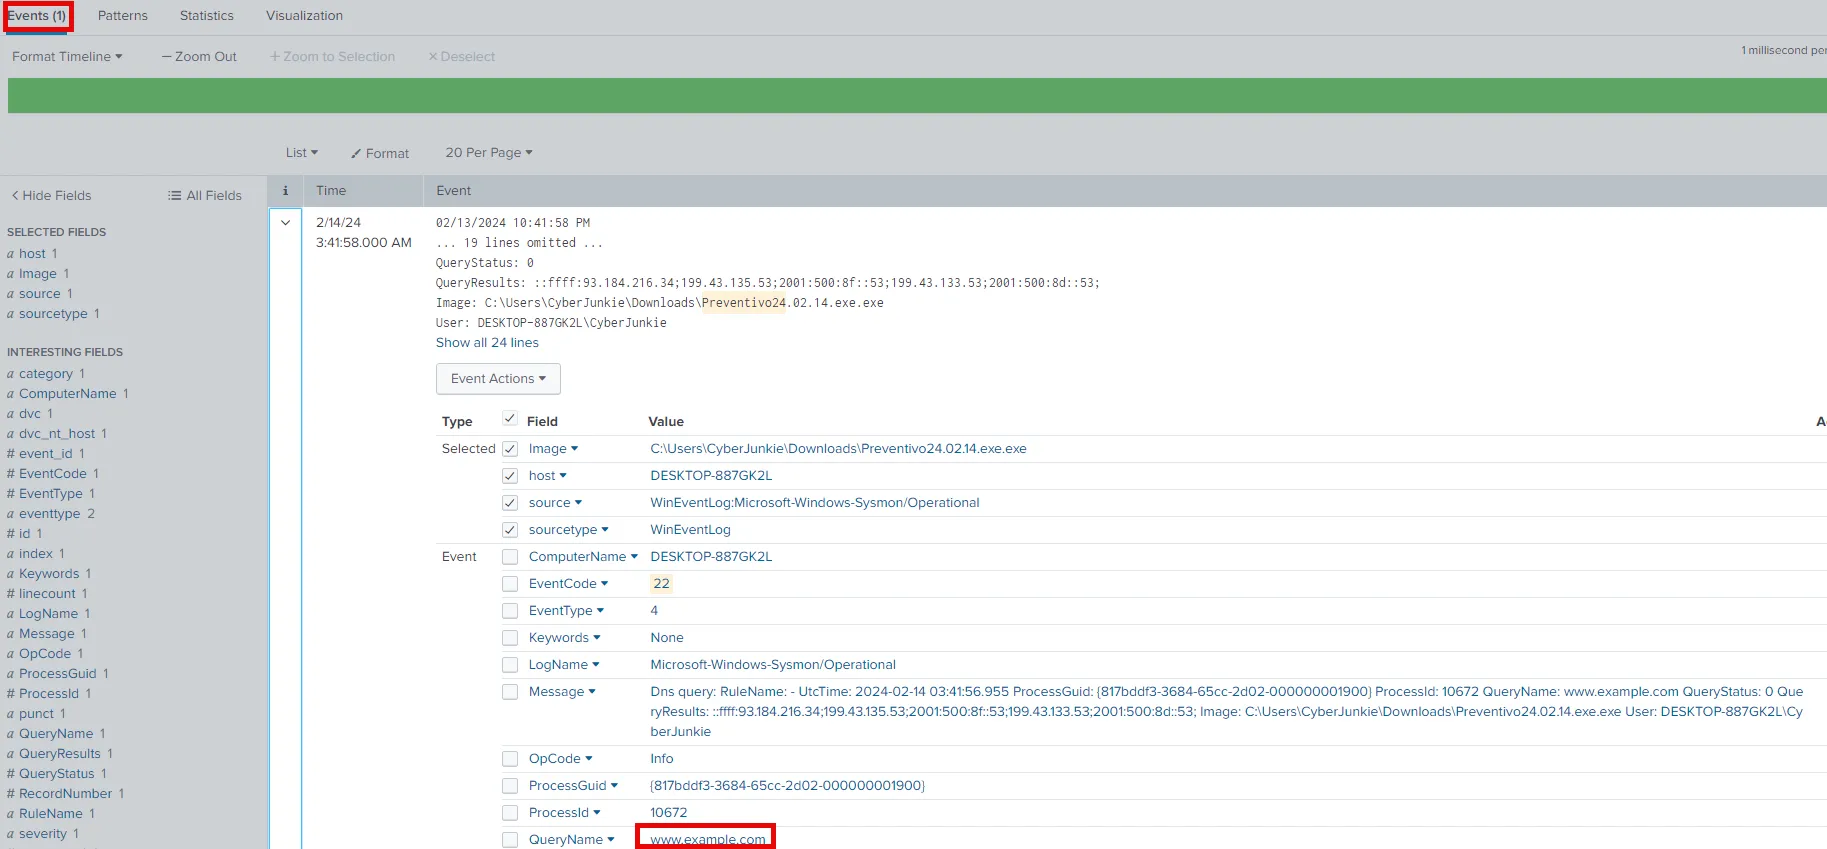 Events (1) Patterns Statistics Visualization
Format Timeline — Zoom Out + Zoom to Selection × Deselect
1 millisecond per
List Format 20 Per Page
< Hide Fields All Fields
i Time Event
SELECTED FIELDS
a host 1
a Image 1
a source 1
a sourcetype 1
INTERESTING FIELDS
a category 1
a ComputerName 1
a dvc 1
a dvc_nt_host 1
# event_id 1
# EventCode 1
# EventType 1
a eventtype 2
# id 1
a index 1
a Keywords 1
# linecount 1
a LogName 1
a Message 1
a OpCode 1
a ProcessGuid 1
# ProcessId 1
a punct 1
a QueryName 1
a QueryResults 1
# QueryStatus 1
# RecordNumber 1
a RuleName 1
a severity 1
2/14/24
3:41:58.000 AM
02/13/2024 10:41:58 PM
... 19 lines omitted ...
QueryStatus: 0
QueryResults: ::ffff:93.184.216.34;199.43.135.53;2001:500:8f::53;199.43.133.53;2001:500:8d::53;
Image: C:\Users\CyberJunkie\Downloads\Preventivo24.02.14.exe.exe
User: DESKTOP-887GK2L\CyberJunkie
Show all 24 lines
Event Actions
Type Field Value
Selected Image C:\Users\CyberJunkie\Downloads\Preventivo24.02.14.exe.exe
host DESKTOP-887GK2L
source WinEventLog:Microsoft-Windows-Sysmon/Operational
sourcetype WinEventLog
Event ComputerName DESKTOP-887GK2L
EventCode 22
EventType 4
Keywords None
LogName Microsoft-Windows-Sysmon/Operational
Message Dns query: RuleName: - UtcTime: 2024-02-14 03:41:56.955 ProcessGuid: {817bddf3-3684-65cc-2d02-000000001900} ProcessId: 10672 QueryName: www.example.com QueryStatus: 0 Que
ryResults: ::ffff:93.184.216.34;199.43.135.53;2001:500:8f::53;199.43.133.53;2001:500:8d::53; Image: C:\Users\CyberJunkie\Downloads\Preventivo24.02.14.exe.exe User: DESKTOP-887GK2L\Cy
berJunkie
OpCode Info
ProcessGuid {817bddf3-3684-65cc-2d02-000000001900}
ProcessId 10672
QueryName www.example.com